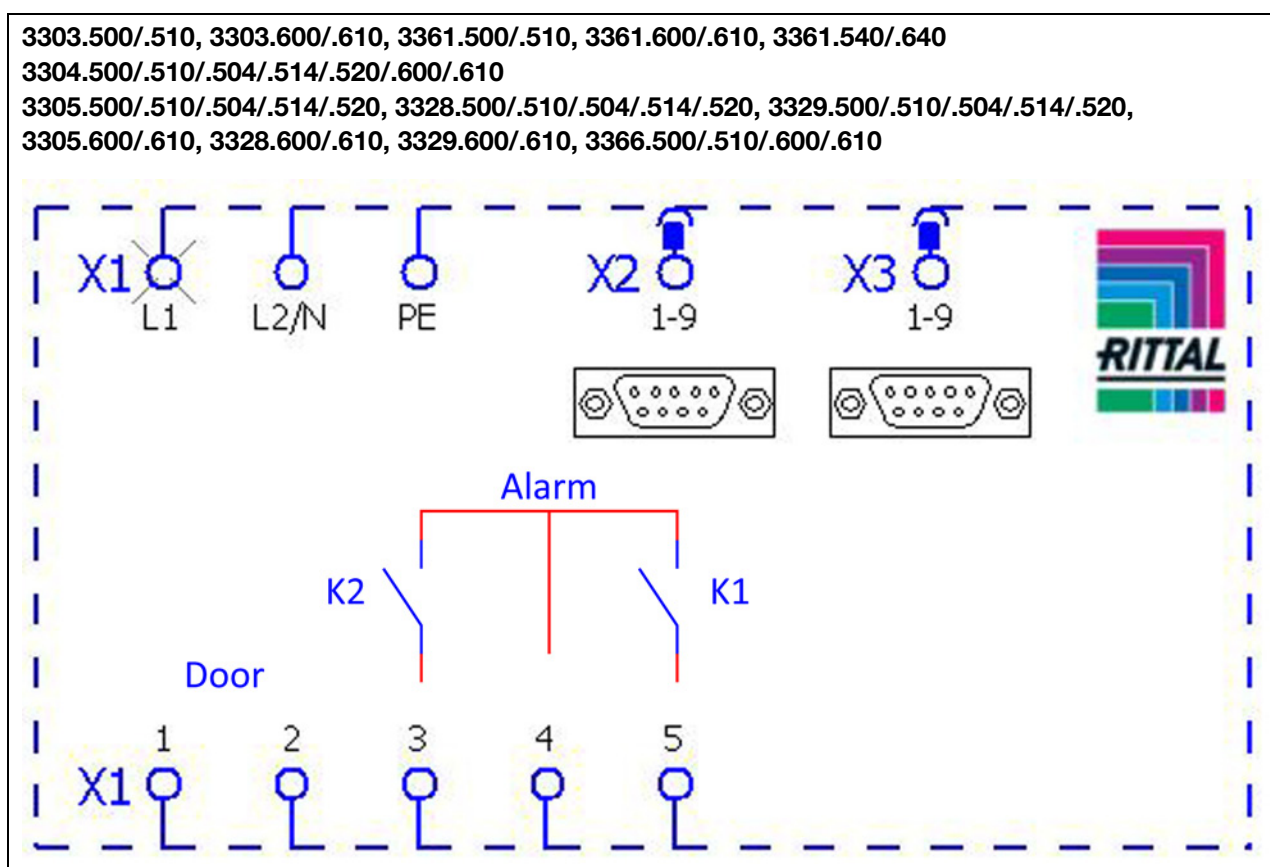 3303.500/.510, 3303.600/.610, 3361.500/.510, 3361.600/.610, 3361.540/.640
3304.500/.510/.504/.514/.520/.600/.610
3305.500/.510/.504/.514/.520, 3328.500/.510/.504/.514/.520, 3329.500/.510/.504/.514/.520,
3305.600/.610, 3328.600/.610, 3329.600/.610, 3366.500/.510/.600/.610
X1 X2 X3
L1 L2/N PE 1-9 1-9
RITTAL
Alarm
K2 K1
Door
1 2 3 4 5
X1